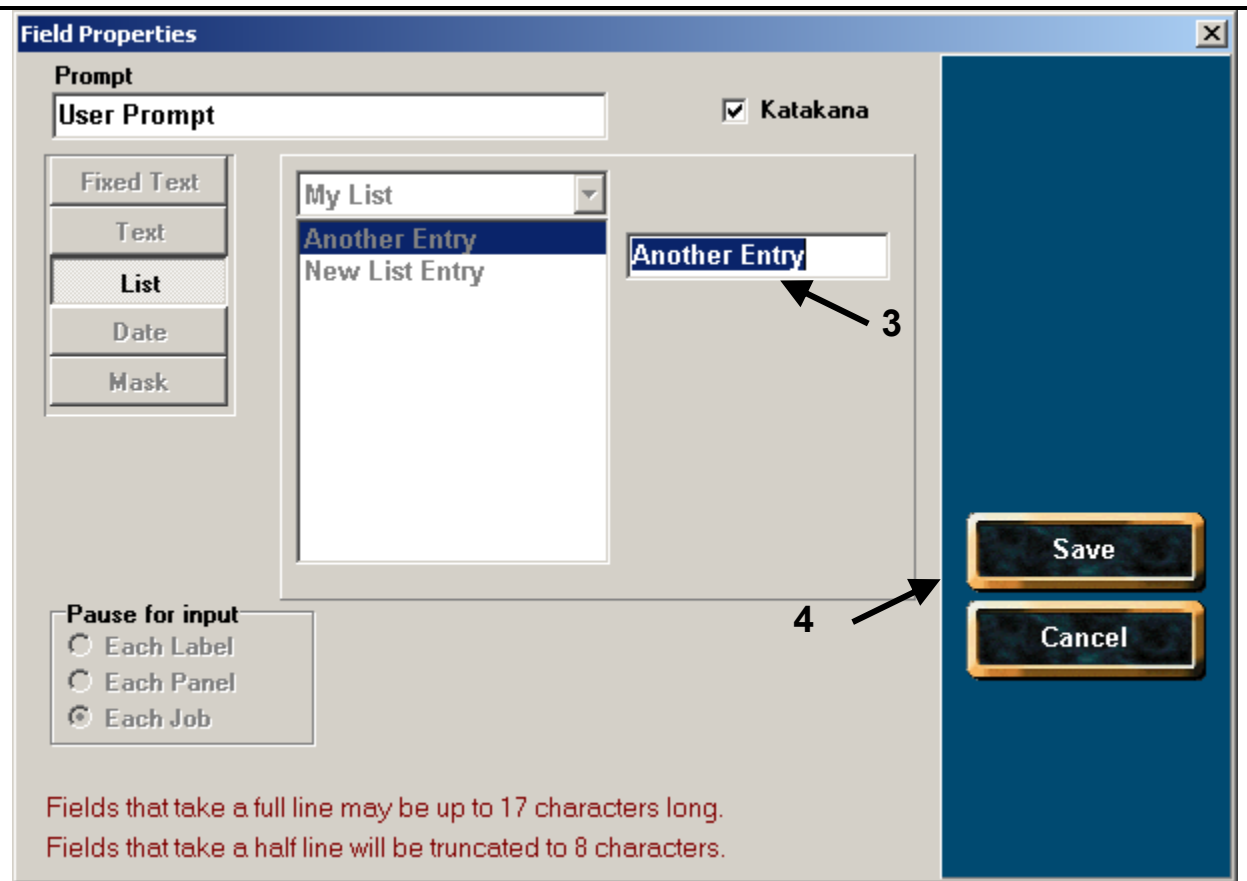 Field Properties
Prompt
User Prompt
Katakana
Fixed Text
Text
List
Date
Mask
My List
Another Entry
New List Entry
Another Entry
3
Save
4
Cancel
Pause for input
Each Label
Each Panel
Each Job
Fields that take a full line may be up to 17 characters long.
Fields that take a half line will be truncated to 8 characters.